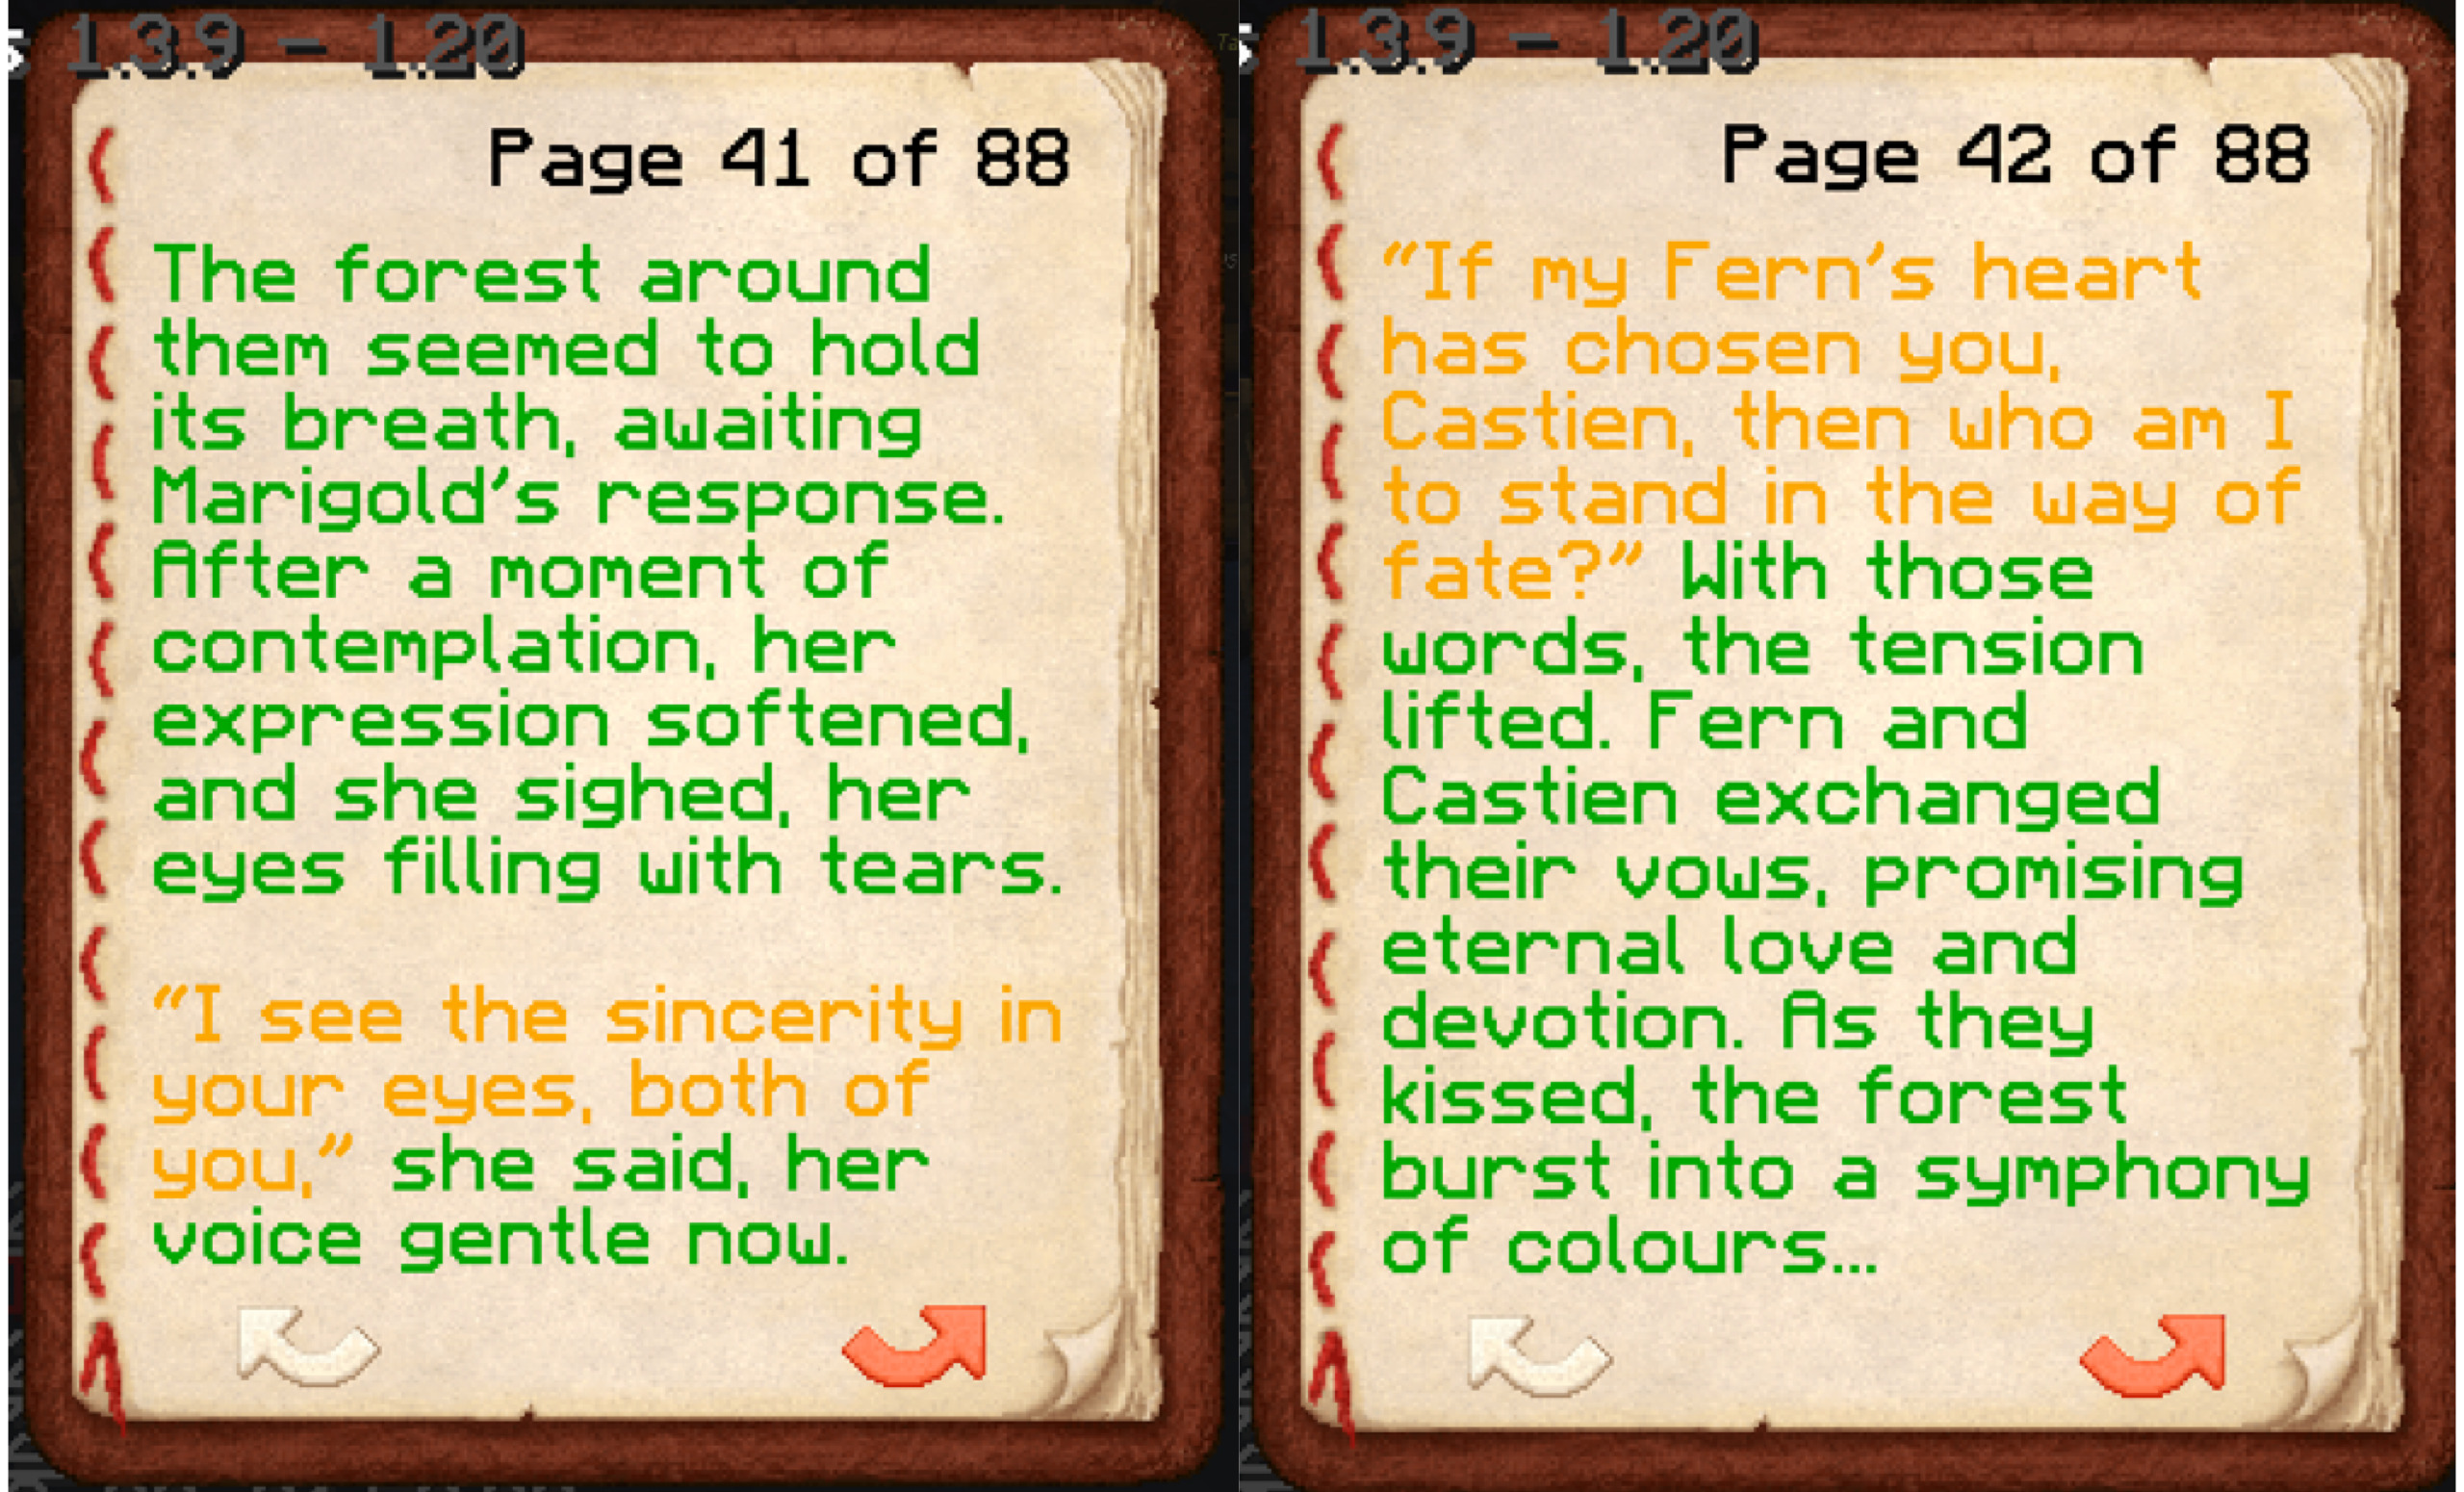 1.3.9 - 1.20
Page 41 of 88
The forest around
them seemed to hold
its breath, awaiting
Marigold's response.
After a moment of
contemplation, her
expression softened,
and she sighed, her
eyes filling with tears.
“I see the sincerity in
your eyes, both of
you,” she said, her
voice gentle now.
1.3.9 - 1.20
Page 42 of 88
“If my Fern's heart
has chosen you,
Castien, then who am I
to stand in the way of
fate?” With those
words, the tension
lifted. Fern and
Castien exchanged
their vows, promising
eternal love and
devotion. As they
kissed, the forest
burst into a symphony
of colours...